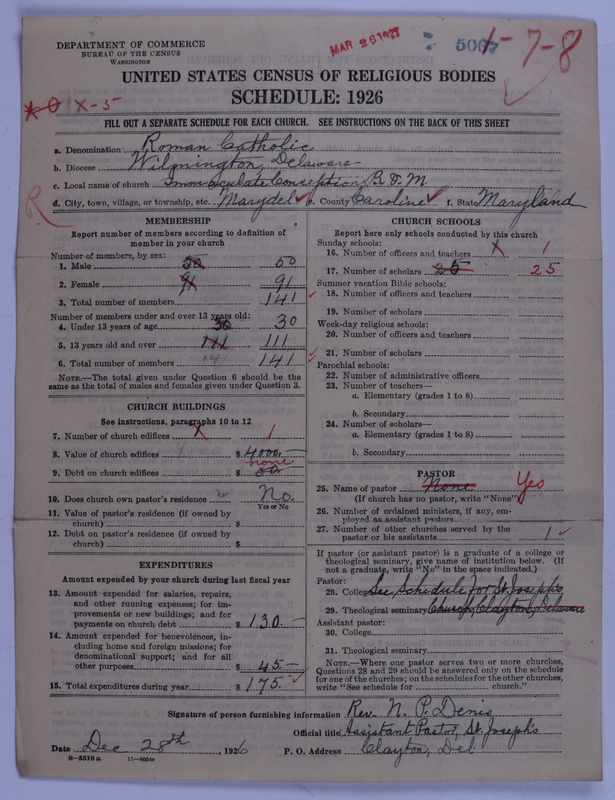 DEPARTMENT OF COMMERCE
BUREAU OF THE CENSUS
WASHINGTON
MAR 26 1927
506
1-7-8
X-5
UNITED STATES CENSUS OF RELIGIOUS BODIES
SCHEDULE: 1926
FILL OUT A SEPARATE SCHEDULE FOR EACH CHURCH. SEE INSTRUCTIONS ON THE BACK OF THIS SHEET
a. Denomination Roman Catholic
b. Diocese Wilmington, Delaware
c. Local name of church Immaculate Conception, B.V.M.
d. City, town, village, or township, etc. Marydel e. County Caroline f. State Maryland
R
MEMBERSHIP
Report number of members according to definition of
member in your church
Number of members, by sex:
1. Male 50 50
2. Female 91 91
3. Total number of members 141
Number of members under and over 13 years old:
4. Under 13 years of age 30 30
5. 13 years old and over 111 111
6. Total number of members 141
NOTE.—The total given under Question 6 should be
the same as the total of males and females given under Question 3.
CHURCH BUILDINGS
See instructions, paragraphs 10 to 12
7. Number of church edifices 1
8. Value of church edifices $ 4000.
none
9. Debt on church edifices $
10. Does church own pastor's residence No.
Yes or No
11. Value of pastor's residence (if owned by
church) $
12. Debt on pastor's residence (if owned by
church) $
EXPENDITURES
Amount expended by your church during last fiscal year
13. Amount expended for salaries, repairs,
and other running expenses; for im-
provements or new buildings; and for
payments on church debt $ 130.—
14. Amount expended for benevolences, in-
cluding home and foreign missions; for
denominational support; and for all
other purposes $ 45.—
15. Total expenditures during year $ 175.
CHURCH SCHOOLS
Report here only schools conducted by this church
Sunday schools:
16. Number of officers and teachers 1
17. Number of scholars 25 25
Summer vacation Bible schools:
18. Number of officers and teachers
19. Number of scholars
Week-day religious schools:
20. Number of officers and teachers
21. Number of scholars
Parochial schools:
22. Number of administrative officers
23. Number of teachers—
a. Elementary (grades 1 to 8)
b. Secondary
24. Number of scholars—
a. Elementary (grades 1 to 8)
b. Secondary
PASTOR
25. Name of pastor None Yes
(If church has no pastor, write "None")
26. Number of ordained ministers, if any, em-
ployed as assistant pastors
27. Number of other churches served by the
pastor or his assistants 1
If pastor (or assistant pastor) is a graduate of a college or
theological seminary, give name of institution below. (If
not a graduate, write "No" in the space indicated.)
Pastor:
28. College See Schedule for St. Joseph's
29. Theological seminary Church, Clayton, Delaware
Assistant pastor:
30. College
31. Theological seminary
NOTE.—Where one pastor serves two or more churches,
Questions 28 and 29 should be answered only on the schedule
for one of the churches; on the schedules for the other churches,
write "See schedule for church."
Signature of person furnishing information Rev. N. P. Denis
Official title Assistant Pastor, St. Joseph's
Date Dec 28th, 1926 P. O. Address Clayton, Del
8—5518a 11—9054a